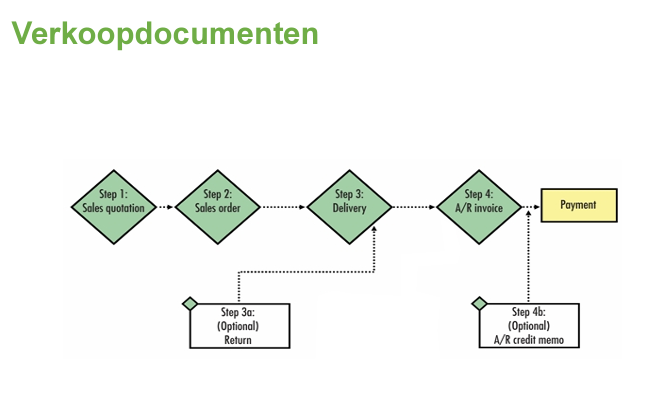 Verkoopdocumenten
Step 1:
Sales quotation
Step 2:
Sales order
Step 3:
Delivery
Step 4:
A/R invoice
Payment
Step 3a:
(Optional)
Return
Step 4b:
(Optional)
A/R credit memo